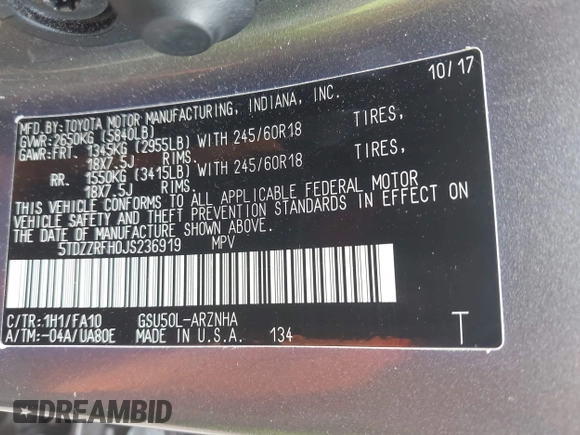 10/17
MFD.BY:TOYOTA MOTOR MANUFACTURING, INDIANA, INC.
GVWR:2650KG (5840LB)
GAWR:FRT. 1345KG (2955LB) WITH 245/60R18 TIRES,
18X7.5J RIMS.
RR. 1550KG (3415LB) WITH 245/60R18 TIRES,
18X7.5J RIMS.
THIS VEHICLE CONFORMS TO ALL APPLICABLE FEDERAL MOTOR
VEHICLE SAFETY AND THEFT PREVENTION STANDARDS IN EFFECT ON
THE DATE OF MANUFACTURE SHOWN ABOVE.
5TDZZRFH0JS236919 MPV
C/TR:1H1/FA10 GSU50L-ARZNHA
A/TM:-04A/UA80E MADE IN U.S.A. 134 T
DREAMBID